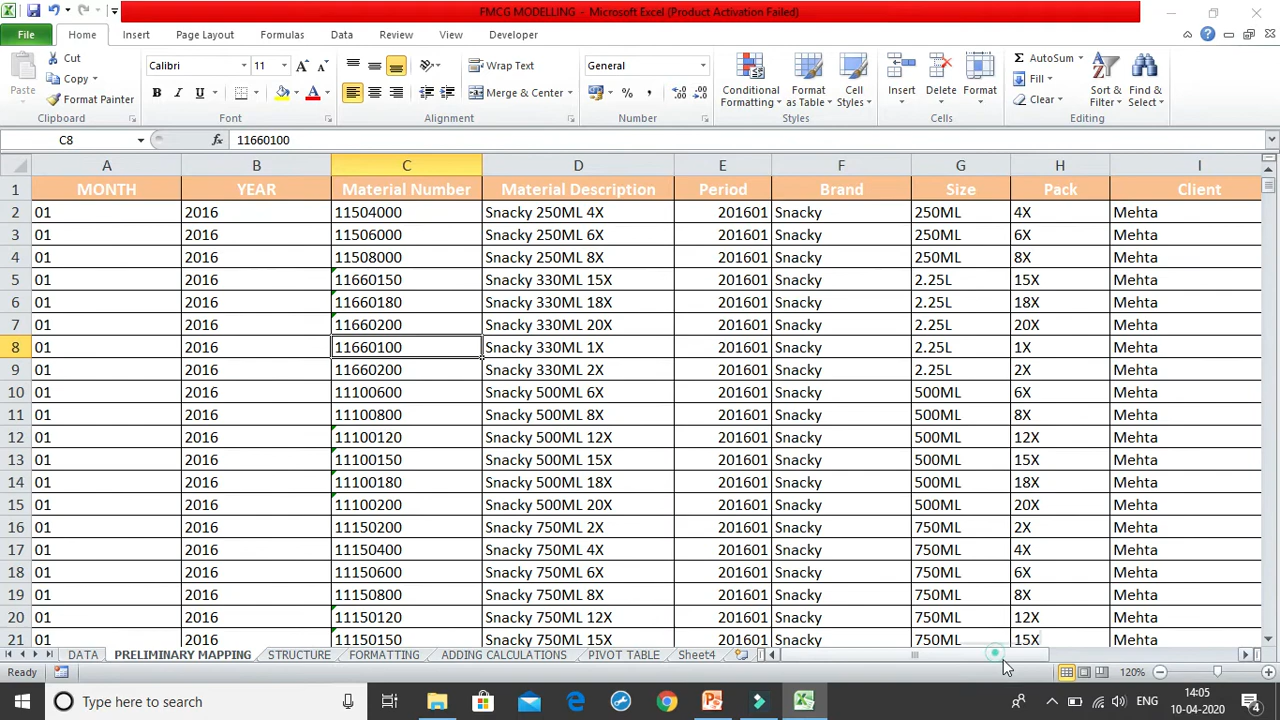 FMCG MODELLING - Microsoft Excel (Product Activation Failed)
File Home Insert Page Layout Formulas Data Review View Developer
Cut
Copy
Format Painter
Paste
Clipboard
Calibri 11
B I U
Font
Wrap Text
Merge & Center
Alignment
General
Number
Conditional Formatting
Format as Table
Cell Styles
Styles
Insert
Delete
Format
Cells
AutoSum
Fill
Clear
Sort & Filter
Find & Select
Editing
C8 fx 11660100
A B C D E F G H I
1 MONTH YEAR Material Number Material Description Period Brand Size Pack Client
2 01 2016 11504000 Snacky 250ML 4X 201601 Snacky 250ML 4X Mehta
3 01 2016 11506000 Snacky 250ML 6X 201601 Snacky 250ML 6X Mehta
4 01 2016 11508000 Snacky 250ML 8X 201601 Snacky 250ML 8X Mehta
5 01 2016 11660150 Snacky 330ML 15X 201601 Snacky 2.25L 15X Mehta
6 01 2016 11660180 Snacky 330ML 18X 201601 Snacky 2.25L 18X Mehta
7 01 2016 11660200 Snacky 330ML 20X 201601 Snacky 2.25L 20X Mehta
8 01 2016 11660100 Snacky 330ML 1X 201601 Snacky 2.25L 1X Mehta
9 01 2016 11660200 Snacky 330ML 2X 201601 Snacky 2.25L 2X Mehta
10 01 2016 11100600 Snacky 500ML 6X 201601 Snacky 500ML 6X Mehta
11 01 2016 11100800 Snacky 500ML 8X 201601 Snacky 500ML 8X Mehta
12 01 2016 11100120 Snacky 500ML 12X 201601 Snacky 500ML 12X Mehta
13 01 2016 11100150 Snacky 500ML 15X 201601 Snacky 500ML 15X Mehta
14 01 2016 11100180 Snacky 500ML 18X 201601 Snacky 500ML 18X Mehta
15 01 2016 11100200 Snacky 500ML 20X 201601 Snacky 500ML 20X Mehta
16 01 2016 11150200 Snacky 750ML 2X 201601 Snacky 750ML 2X Mehta
17 01 2016 11150400 Snacky 750ML 4X 201601 Snacky 750ML 4X Mehta
18 01 2016 11150600 Snacky 750ML 6X 201601 Snacky 750ML 6X Mehta
19 01 2016 11150800 Snacky 750ML 8X 201601 Snacky 750ML 8X Mehta
20 01 2016 11150120 Snacky 750ML 12X 201601 Snacky 750ML 12X Mehta
21 01 2016 11150150 Snacky 750ML 15X 201601 Snacky 750ML 15X Mehta
DATA PRELIMINARY MAPPING STRUCTURE FORMATTING ADDING CALCULATIONS PIVOT TABLE Sheet4
Ready 120%
Type here to search
ENG
14:05
10-04-2020
4